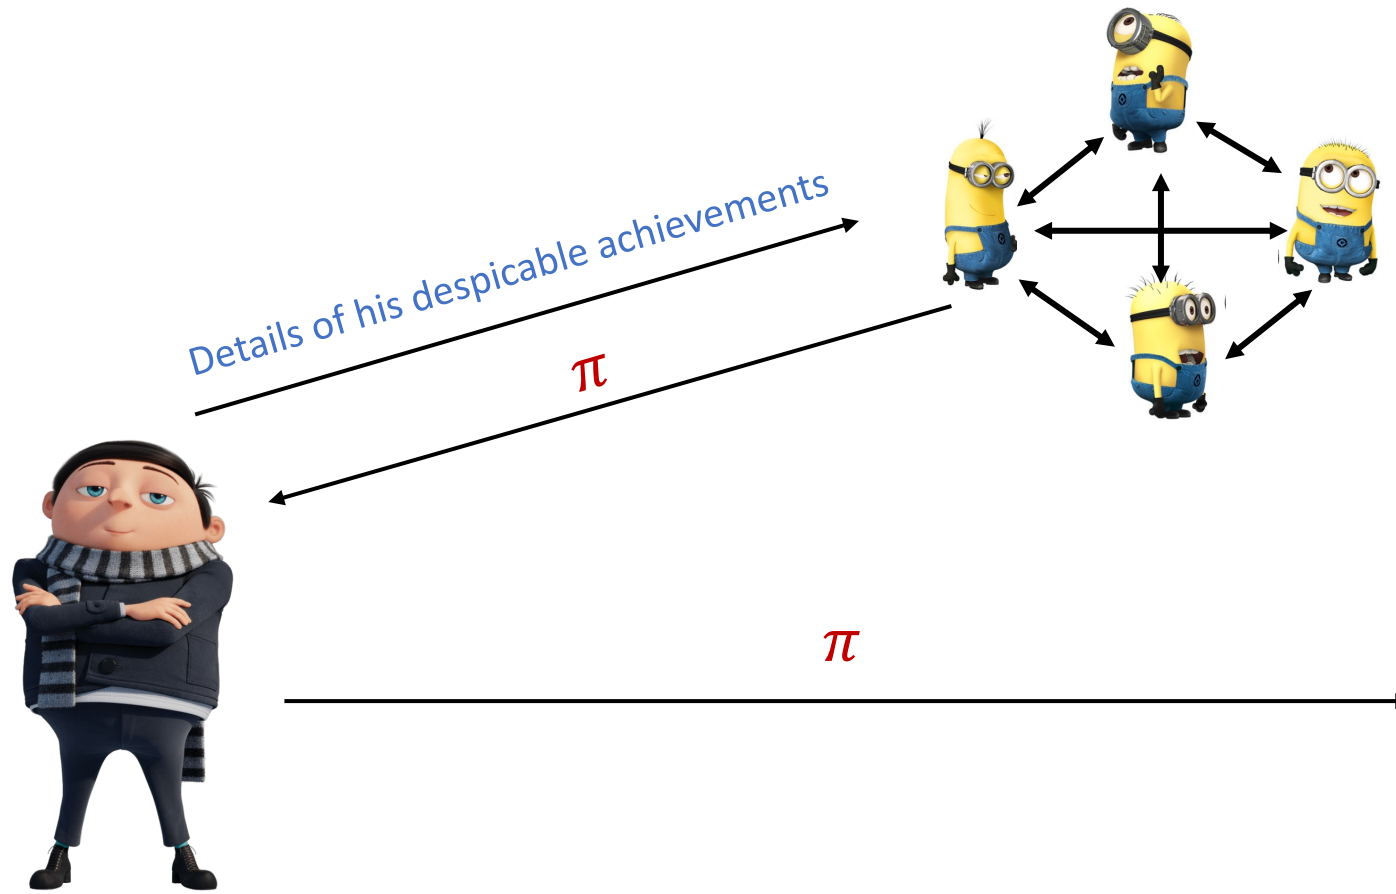 Details of his despicable achievements
π
π